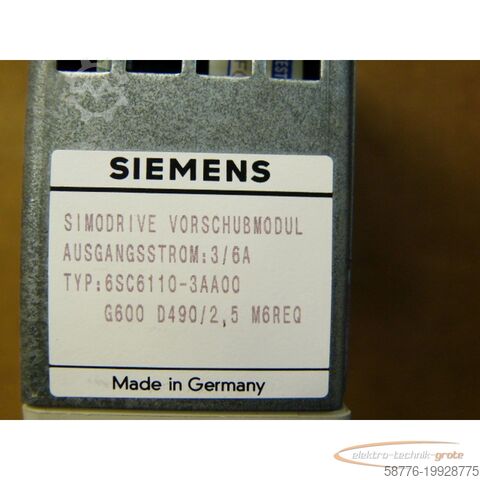 SIEMENS
SIMODRIVE VORSCHUBMODUL
AUSGANGSSTROM:3/6A
TYP:6SC6110-3AA00
G600 D490/2,5 M6REQ
Made in Germany
elektro-technik-grote
58776-19928775